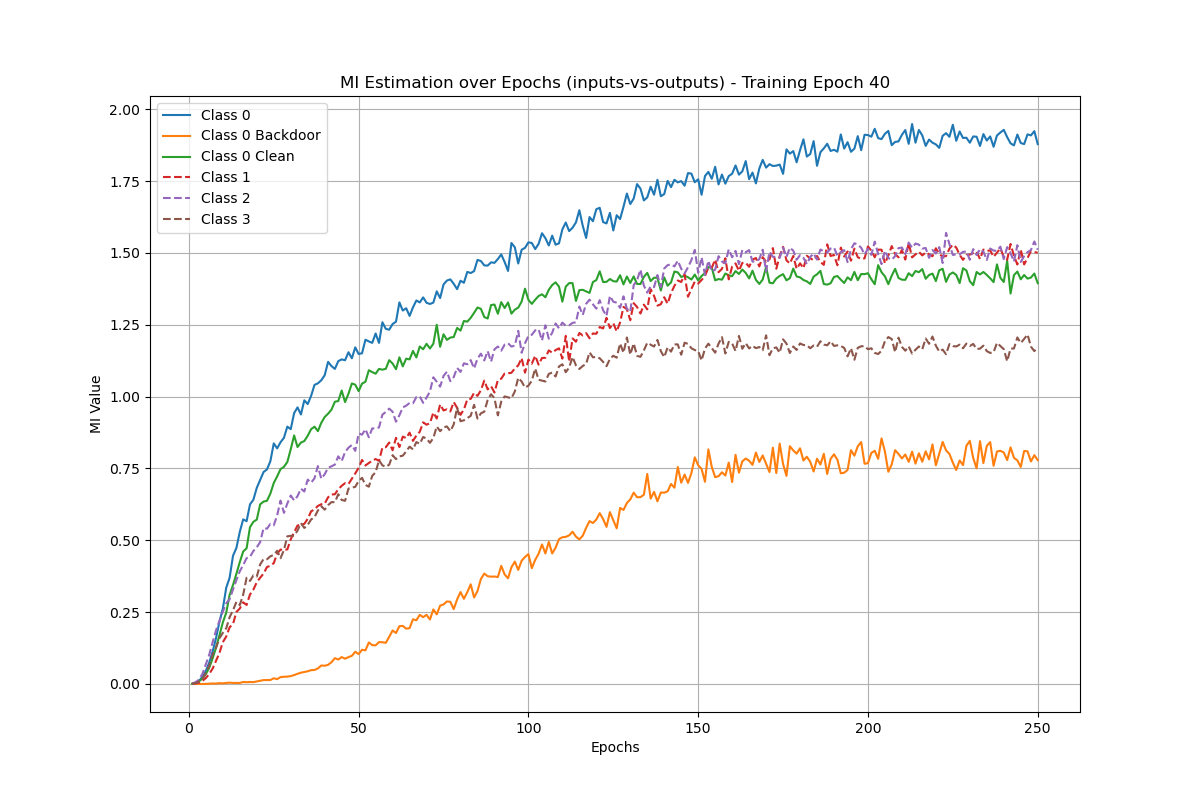 MI Estimation over Epochs (inputs-vs-outputs) - Training Epoch 40
2.00
1.75
1.50
1.25
1.00
0.75
0.50
0.25
0.00
MI Value
Class 0
Class 0 Backdoor
Class 0 Clean
Class 1
Class 2
Class 3
0 50 100 150 200 250
Epochs